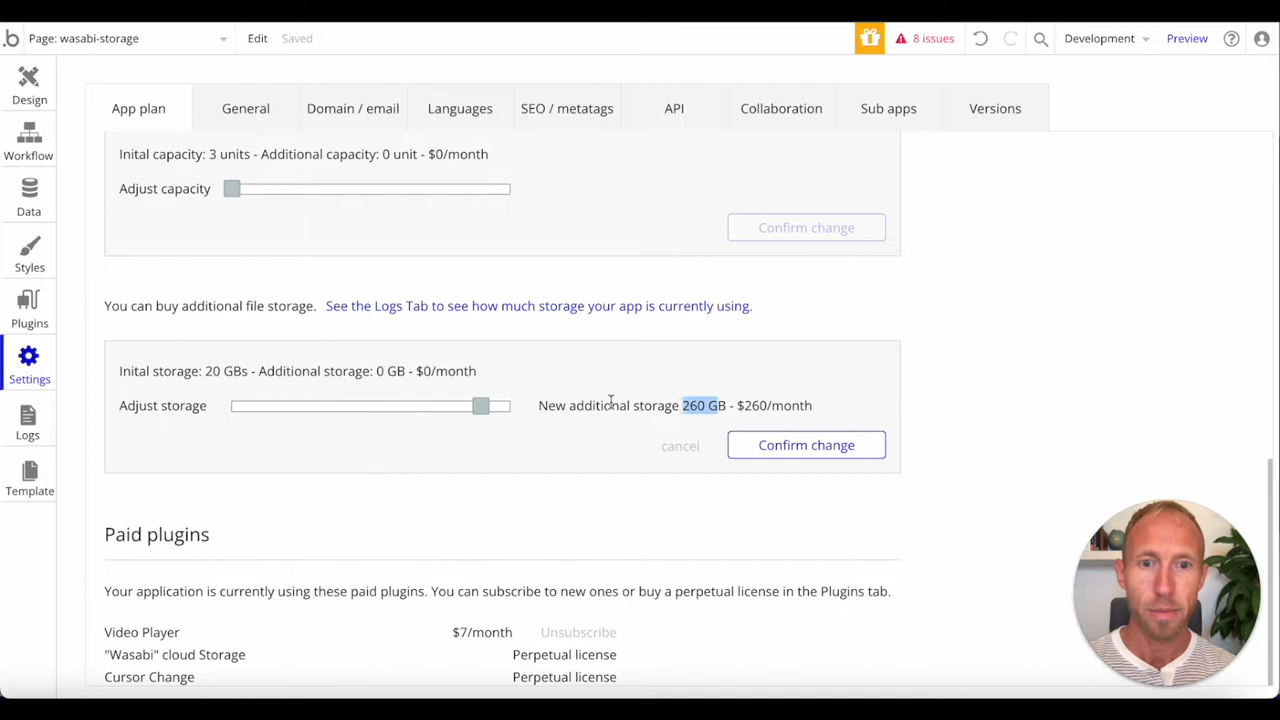 Page: wasabi-storage
Edit
Saved
8 issues
Development
Preview
Design
Workflow
Data
Styles
Plugins
Settings
Logs
Template
App plan
General
Domain / email
Languages
SEO / metatags
API
Collaboration
Sub apps
Versions
Inital capacity: 3 units - Additional capacity: 0 unit - $0/month
Adjust capacity
Confirm change
You can buy additional file storage. See the Logs Tab to see how much storage your app is currently using.
Inital storage: 20 GBs - Additional storage: 0 GB - $0/month
Adjust storage
New additional storage 260 GB - $260/month
cancel
Confirm change
Paid plugins
Your application is currently using these paid plugins. You can subscribe to new ones or buy a perpetual license in the Plugins tab.
Video Player $7/month Unsubscribe
"Wasabi" cloud Storage Perpetual license
Cursor Change Perpetual license